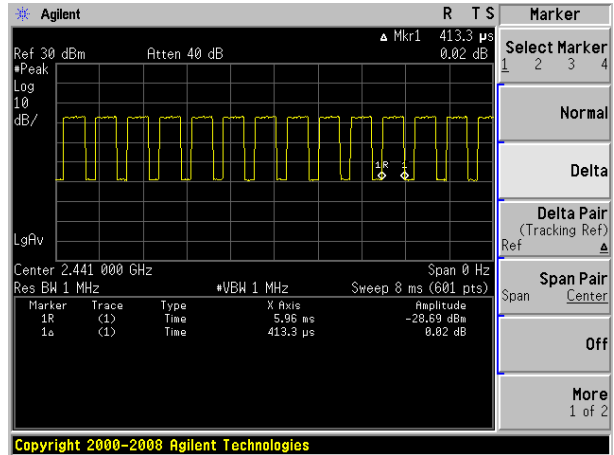 Agilent R T S
Δ Mkr1 413.3 µs
Ref 30 dBm Atten 40 dB 0.02 dB
#Peak
Log
10
dB/
1R 1
LgAv
Center 2.441 000 GHz Span 0 Hz
Res BW 1 MHz #VBW 1 MHz Sweep 8 ms (601 pts)
Marker Trace Type X Axis Amplitude
1R (1) Time 5.96 ms -28.69 dBm
1Δ (1) Time 413.3 µs 0.02 dB
Copyright 2000-2008 Agilent Technologies
Marker
Select Marker
1 2 3 4
Normal
Delta
Delta Pair
(Tracking Ref)
Ref Δ
Span Pair
Span Center
Off
More
1 of 2